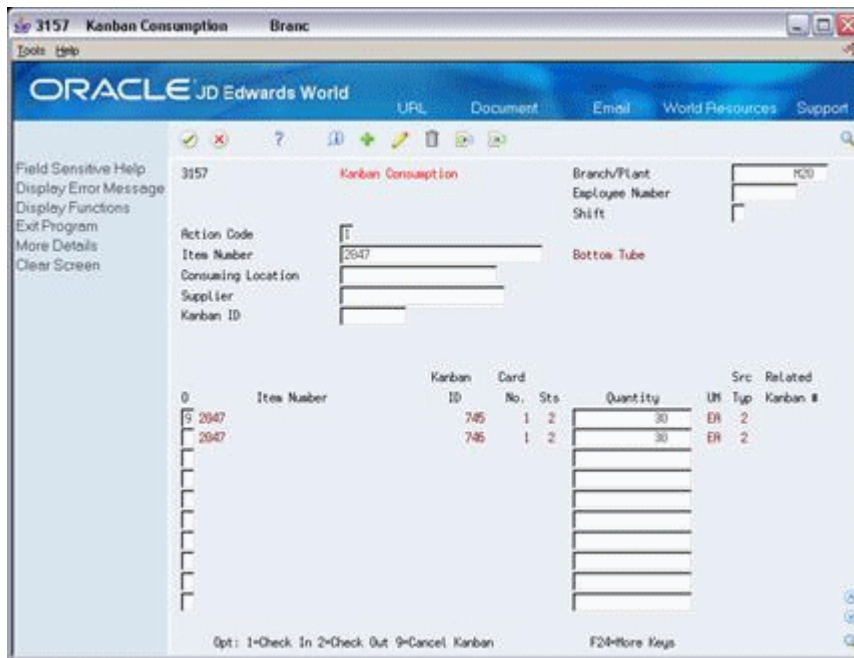 3157 Kanban Consumption Branc
Tools Help
ORACLE JD Edwards World
URL Document Email World Resources Support
Field Sensitive Help
Display Error Message
Display Functions
Exit Program
More Details
Clear Screen
3157 Kanban Consumption Branch/Plant M20
Employee Number
Shift
Action Code I
Item Number 2047 Bottom Tube
Consuming Location
Supplier
Kanban ID
Kanban Card Src Related
O Item Number ID No. Sts Quantity UM Typ Kanban #
9 2047 745 1 2 30 EA 2
2047 746 1 2 30 EA 2
Opt: 1=Check In 2=Check Out 9=Cancel Kanban F24=More Keys